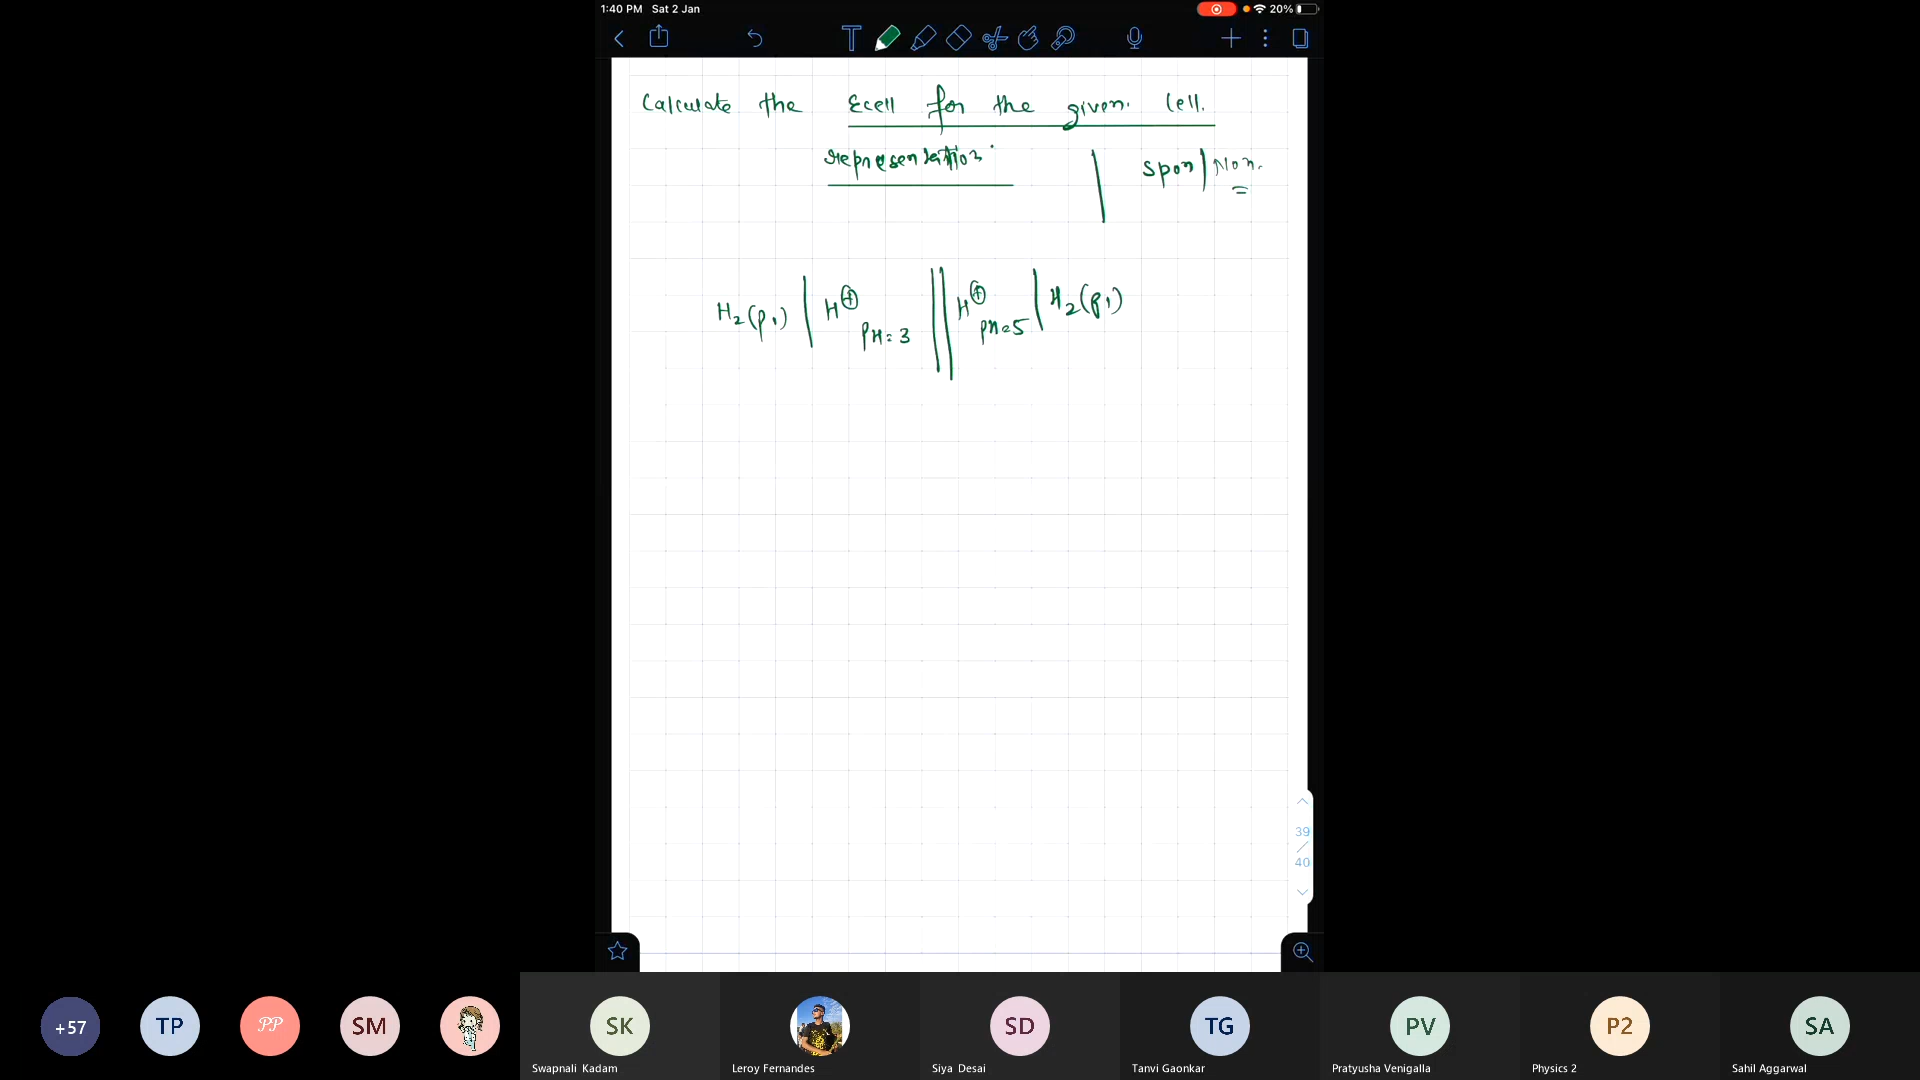 1:40 PM Sat 2 Jan
20%
T
Calculate the Ecell for the given. Cell.
representation.
Spon | Non.
H₂(p₁) | H⊕ pH=3 || H⊕ pH=5 | H₂(p₁)
39
/
40
+57
TP
PP
SM
SK
SD
TG
PV
P2
SA
Swapnali Kadam
Leroy Fernandes
Siya Desai
Tanvi Gaonkar
Pratyusha Venigalla
Physics 2
Sahil Aggarwal